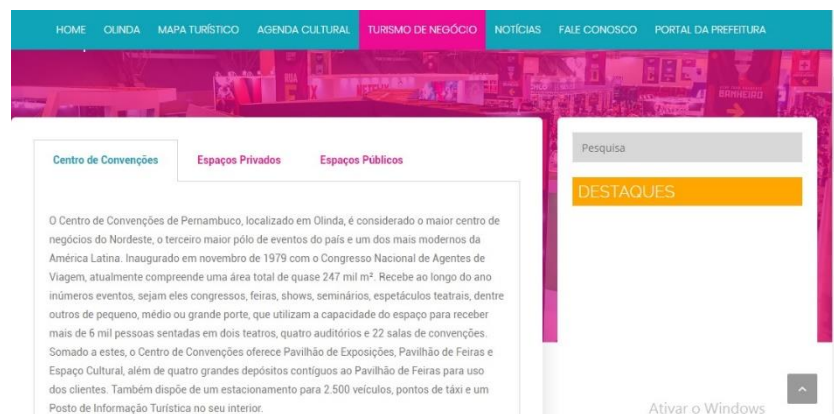 HOME OLINDA MAPA TURÍSTICO AGENDA CULTURAL TURISMO DE NEGÓCIO NOTÍCIAS FALE CONOSCO PORTAL DA PREFEITURA
BANHEIRO
Centro de Convenções Espaços Privados Espaços Públicos
Pesquisa
DESTAQUES
O Centro de Convenções de Pernambuco, localizado em Olinda, é considerado o maior centro de
negócios do Nordeste, o terceiro maior pólo de eventos do país e um dos mais modernos da
América Latina. Inaugurado em novembro de 1979 com o Congresso Nacional de Agentes de
Viagem, atualmente compreende uma área total de quase 247 mil m². Recebe ao longo do ano
inúmeros eventos, sejam eles congressos, feiras, shows, seminários, espetáculos teatrais, dentre
outros de pequeno, médio ou grande porte, que utilizam a capacidade do espaço para receber
mais de 6 mil pessoas sentadas em dois teatros, quatro auditórios e 22 salas de convenções.
Somado a estes, o Centro de Convenções oferece Pavilhão de Exposições, Pavilhão de Feiras e
Espaço Cultural, além de quatro grandes depósitos contíguos ao Pavilhão de Feiras para uso
dos clientes. Também dispõe de um estacionamento para 2.500 veículos, pontos de táxi e um
Posto de Informação Turística no seu interior.
Ativar o Windows